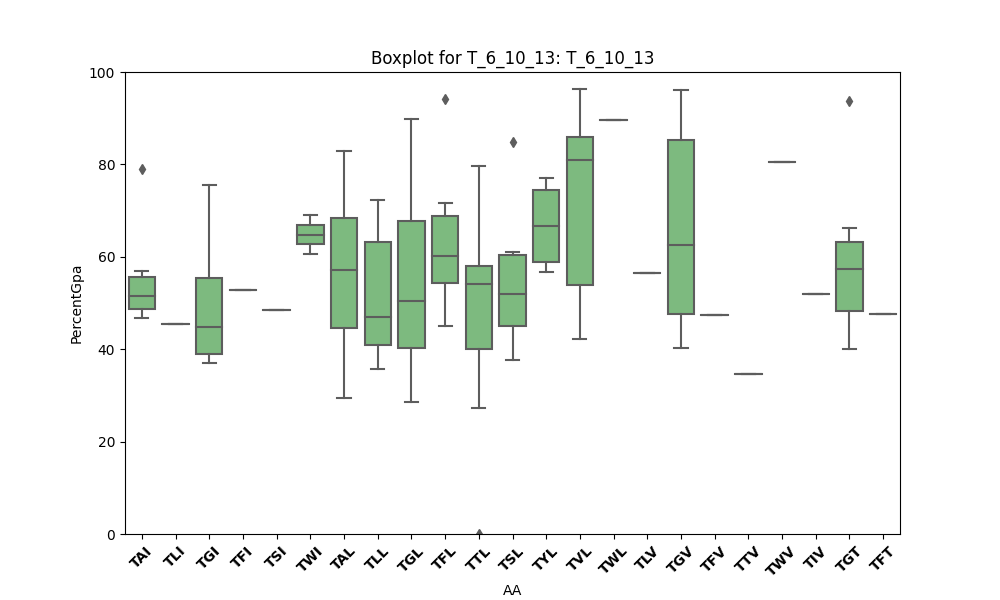 Boxplot for T_6_10_13: T_6_10_13
100
80
60
40
20
0
PercentGpa
TAI TLI TGI TFI TSI TWI TAL TLL TGL TFL TTL TSL TYL TVL TWL TLV TGV TFV TTV TWV TIV TGT TFT
AA